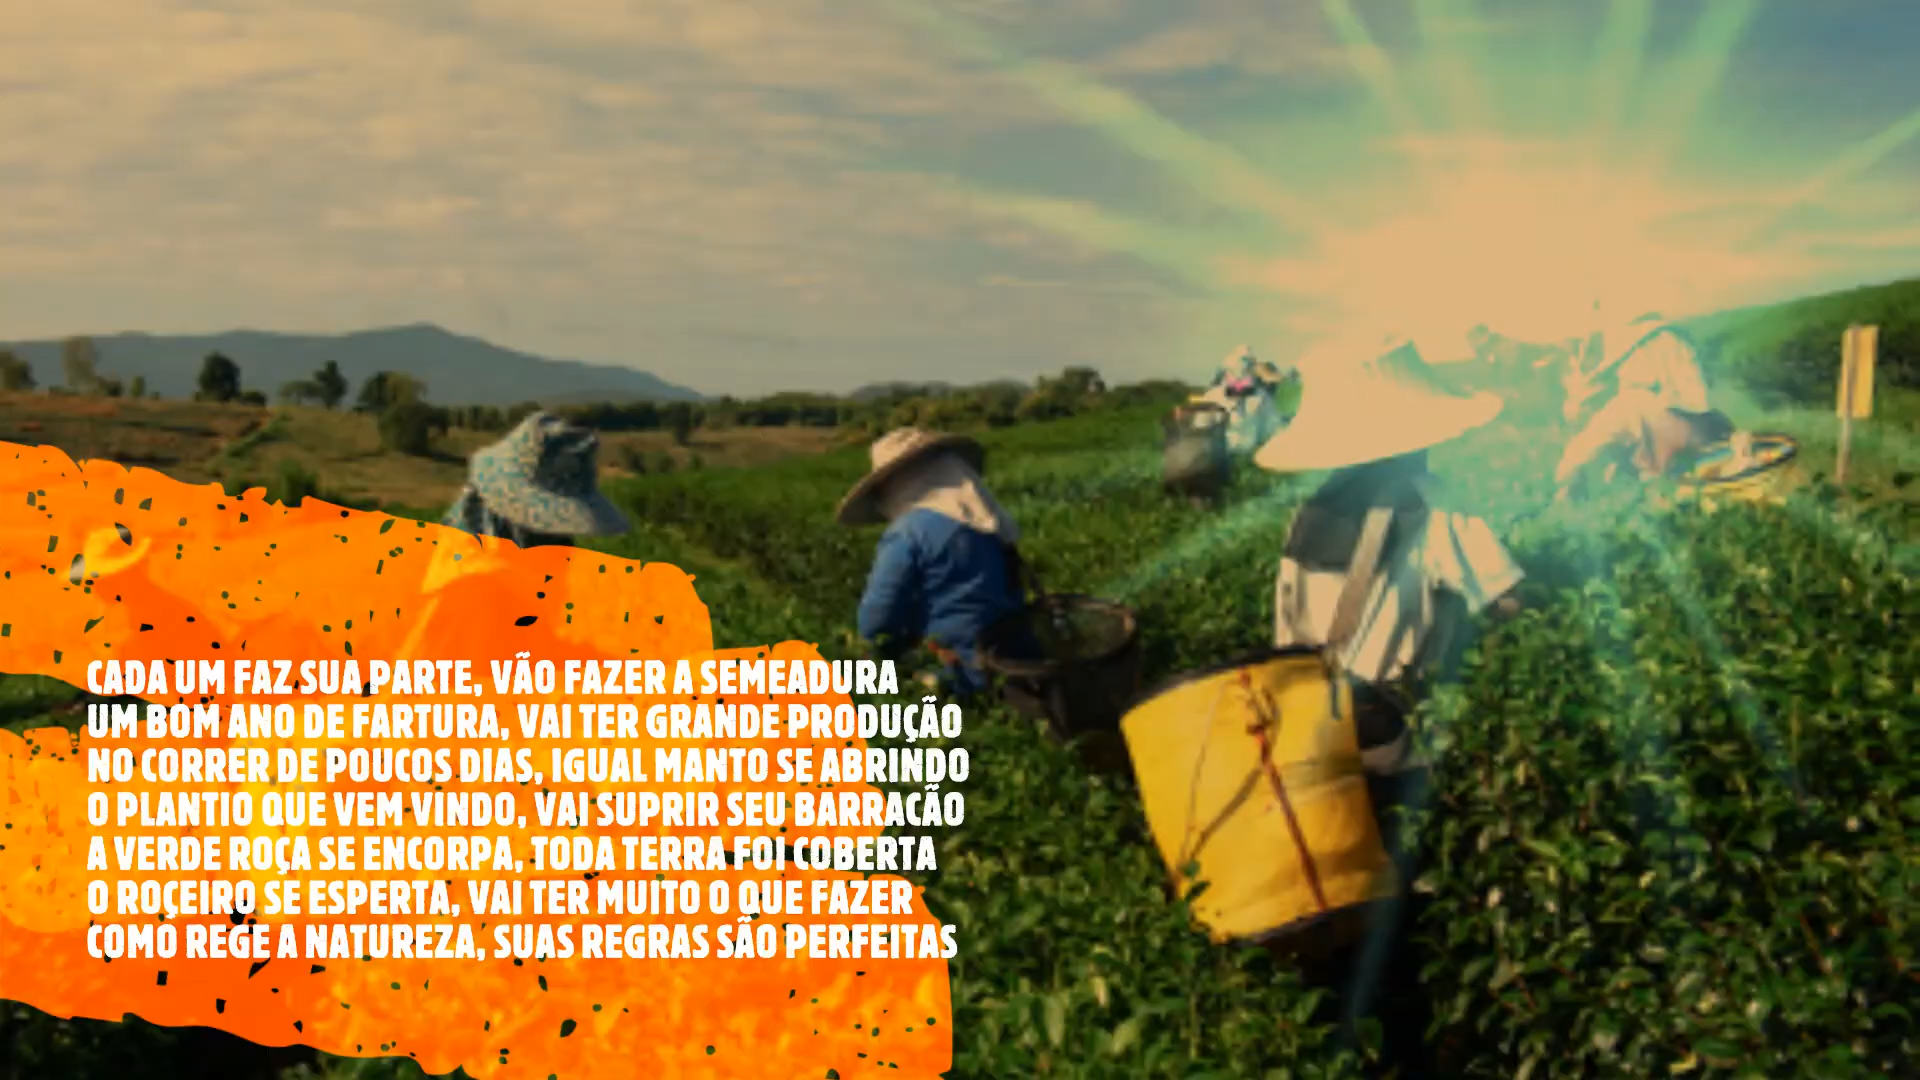 CADA UM FAZ SUA PARTE, VÃO FAZER A SEMEADURA
UM BOM ANO DE FARTURA, VAI TER GRANDE PRODUÇÃO
NO CORRER DE POUCOS DIAS, IGUAL MANTO SE ABRINDO
O PLANTIO QUE VEM VINDO, VAI SUPRIR SEU BARRACÃO
A VERDE ROÇA SE ENCORPA, TODA TERRA FOI COBERTA
O ROÇEIRO SE ESPERTA, VAI TER MUITO O QUE FAZER
COMO REGE A NATUREZA, SUAS REGRAS SÃO PERFEITAS